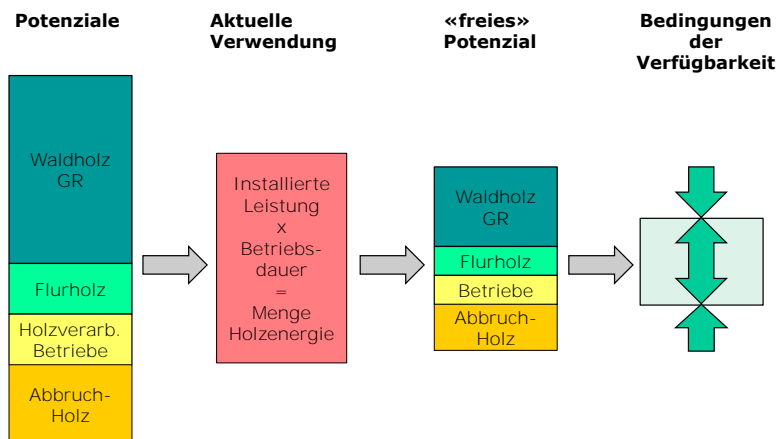 Potenziale
Aktuelle
Verwendung
«freies»
Potenzial
Bedingungen
der
Verfügbarkeit
Waldholz
GR
Flurholz
Holzverarb.
Betriebe
Abbruch-
Holz
Installierte
Leistung
x
Betriebs-
dauer
=
Menge
Holzenergie
Waldholz
GR
Flurholz
Betriebe
Abbruch-
Holz